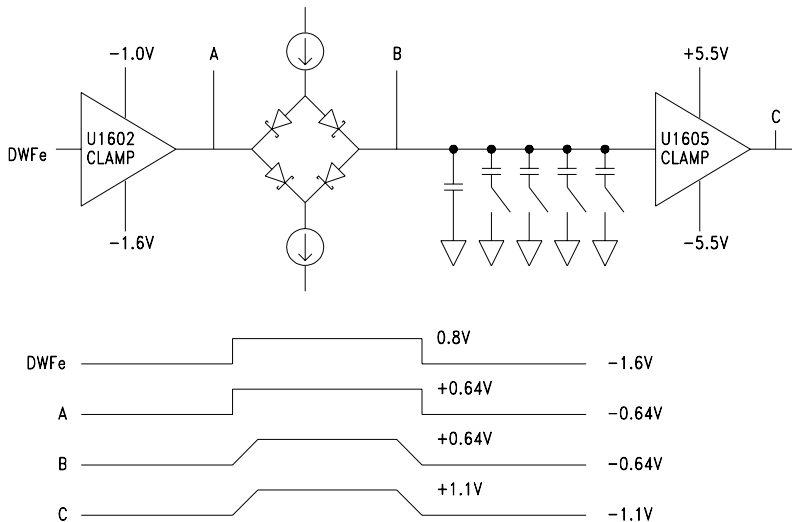 -1.0V
A
B
+5.5V
C
DWFe
U1602
CLAMP
U1605
CLAMP
-1.6V
-5.5V
DWFe
0.8V
-1.6V
A
+0.64V
-0.64V
B
+0.64V
-0.64V
C
+1.1V
-1.1V